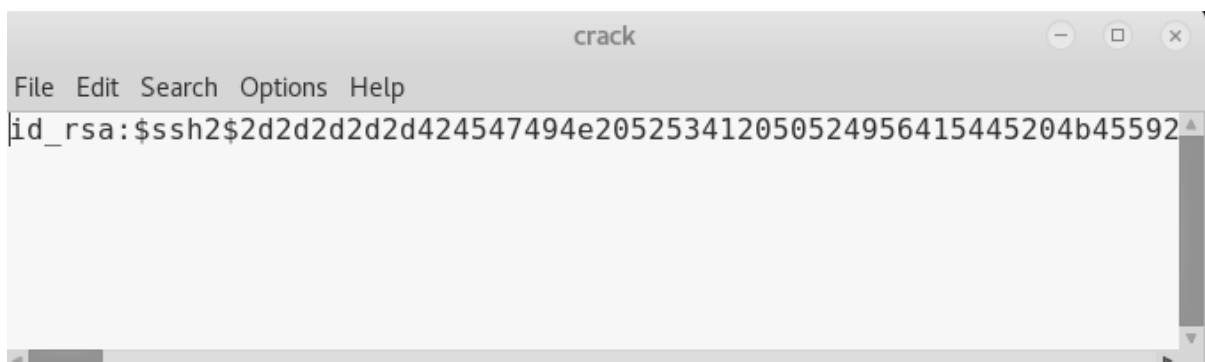 crack
File Edit Search Options Help
id_rsa:$ssh2$2d2d2d2d2d424547494e205253412050524956415445204b45592